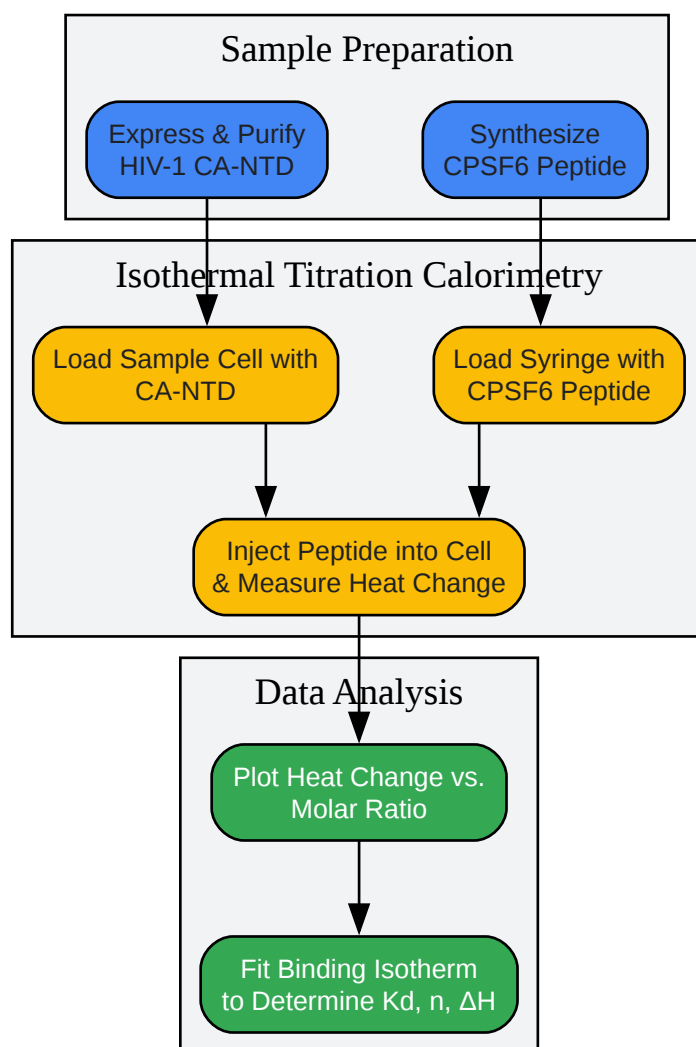 Sample Preparation
Express & Purify
HIV-1 CA-NTD
Synthesize
CPSF6 Peptide
Isothermal Titration Calorimetry
Load Sample Cell with
CA-NTD
Load Syringe with
CPSF6 Peptide
Inject Peptide into Cell
& Measure Heat Change
Data Analysis
Plot Heat Change vs.
Molar Ratio
Fit Binding Isotherm
to Determine Kd, n, ΔH